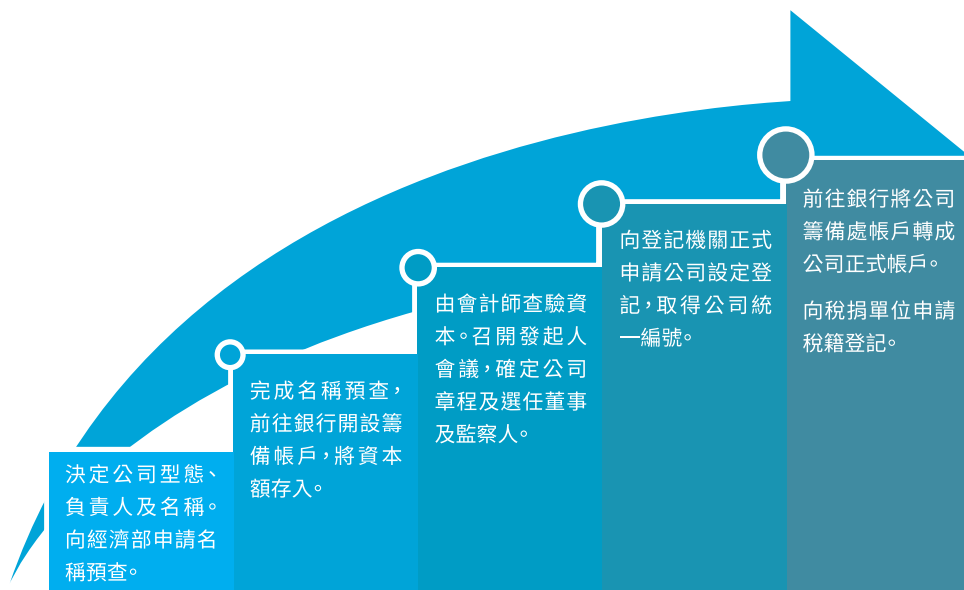 決定公司型態、
負責人及名稱。
向經濟部申請名
稱預查。
完成名稱預查，
前往銀行開設籌
備帳戶，將資本
額存入。
由會計師查驗資
本。召開發起人
會議，確定公司
章程及選任董事
及監察人。
向登記機關正式
申請公司設定登
記，取得公司統
一編號。
前往銀行將公司
籌備處帳戶轉成
公司正式帳戶。
向稅捐單位申請
稅籍登記。